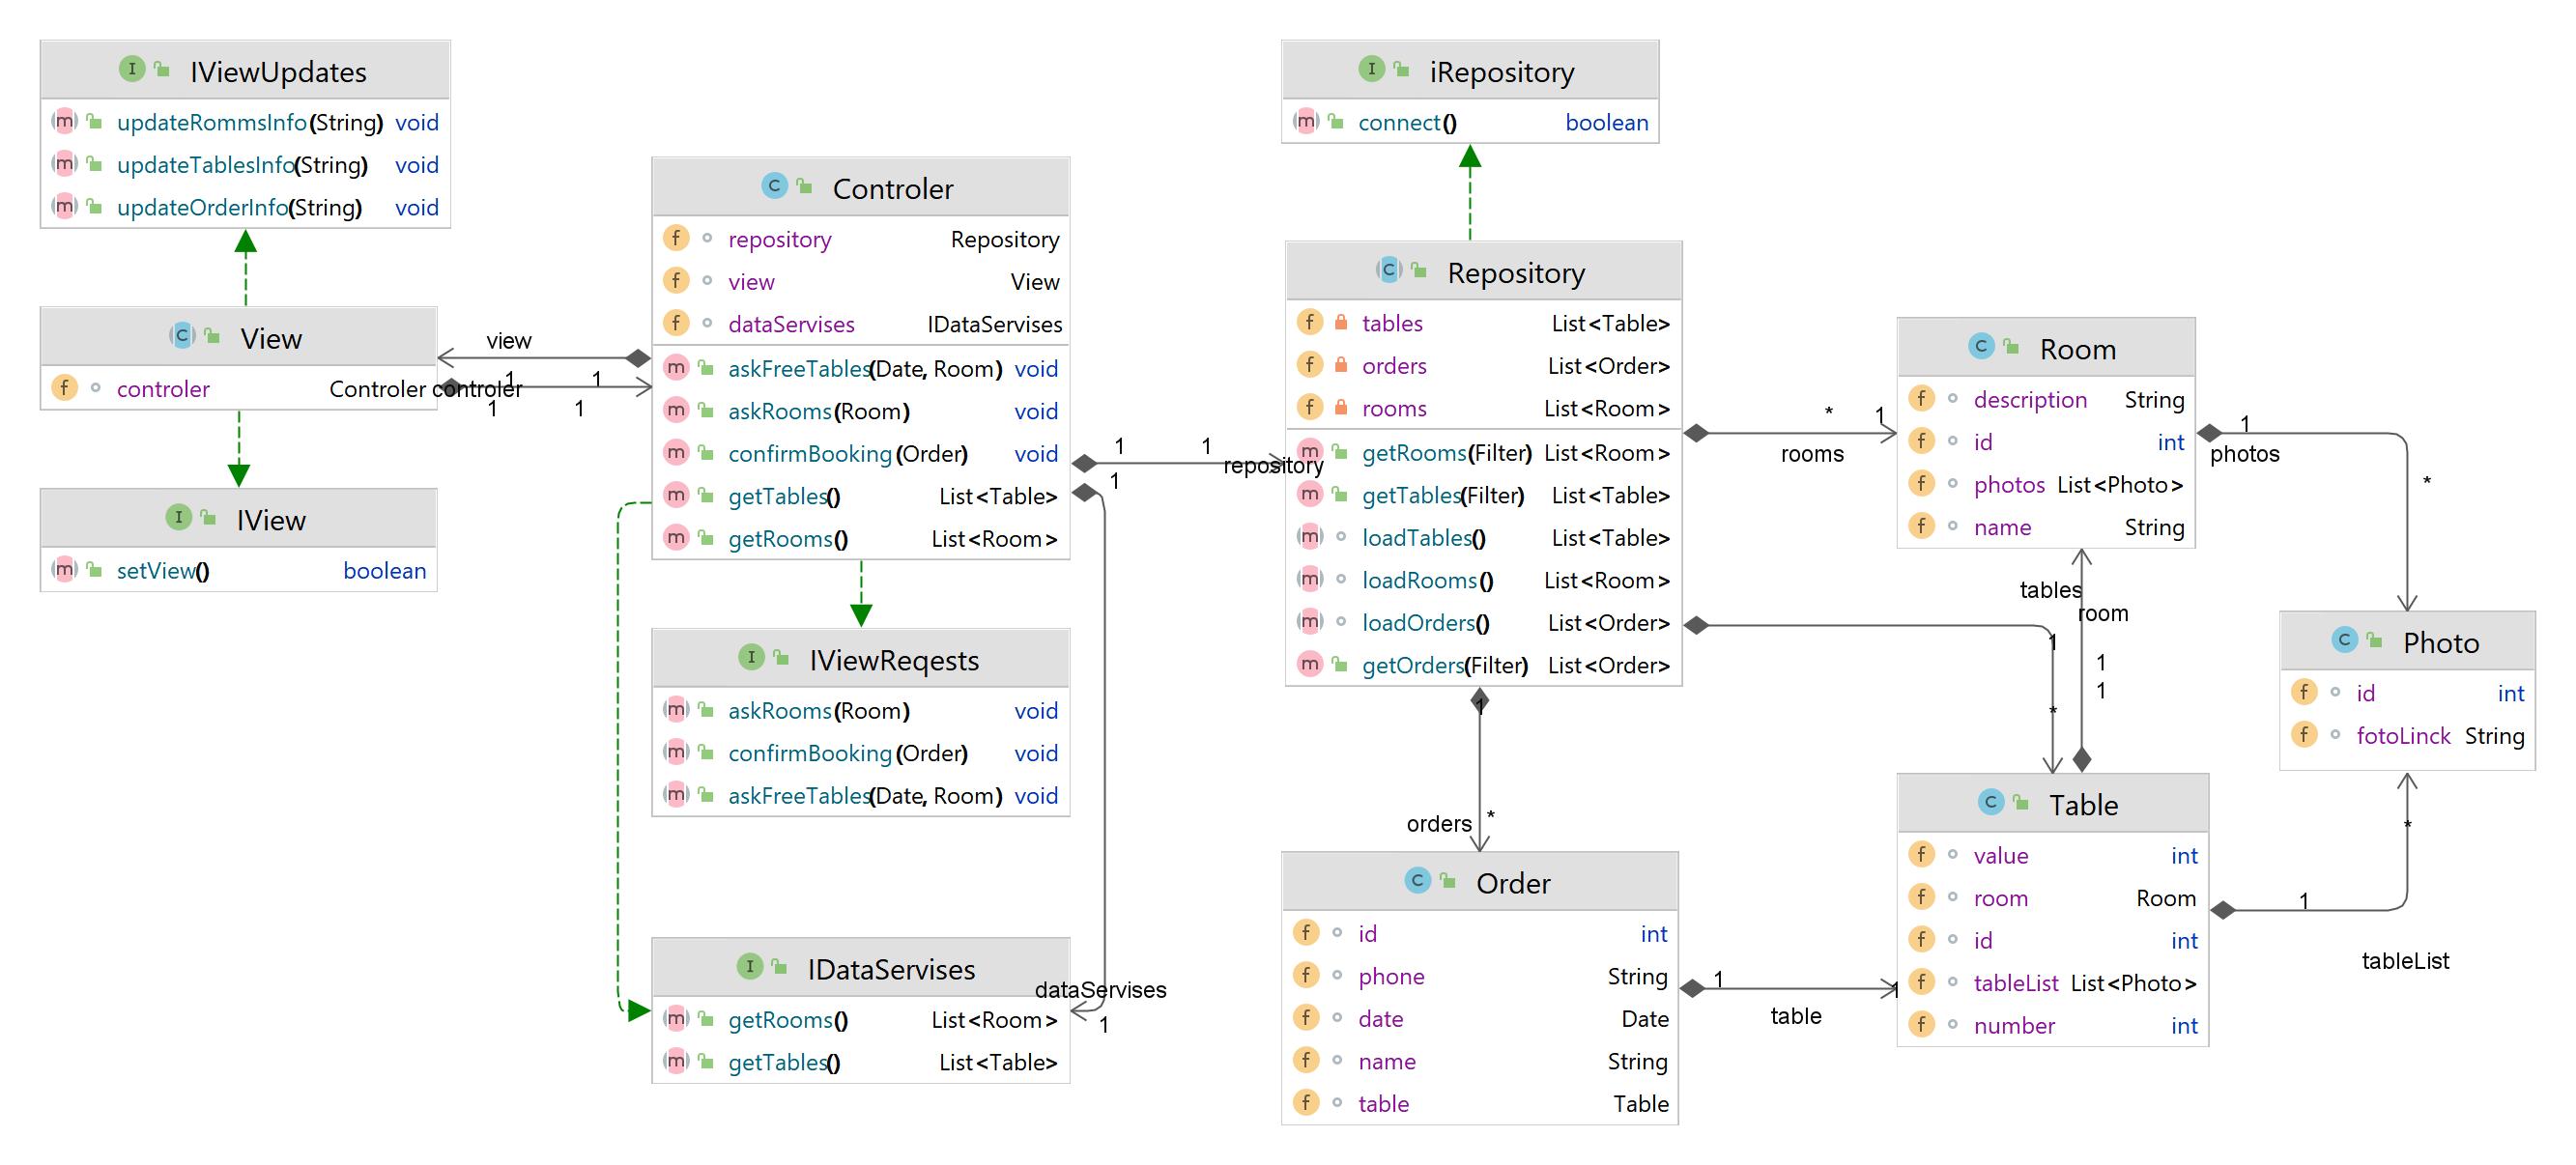 IViewUpdates
updateRommsInfo(String) void
updateTablesInfo(String) void
updateOrderInfo(String) void
View
controler Controler
IView
setView() boolean
view
1 1
controler
1 1
Controler
repository Repository
view View
dataServises IDataServises
askFreeTables(Date, Room) void
askRooms(Room) void
confirmBooking(Order) void
getTables() List<Table>
getRooms() List<Room>
IViewReqests
askRooms(Room) void
confirmBooking(Order) void
askFreeTables(Date, Room) void
IDataServises
getRooms() List<Room>
getTables() List<Table>
1 1
repository
1
dataServises
1
iRepository
connect() boolean
Repository
tables List<Table>
orders List<Order>
rooms List<Room>
getRooms(Filter) List<Room>
getTables(Filter) List<Table>
loadTables() List<Table>
loadRooms() List<Room>
loadOrders() List<Order>
getOrders(Filter) List<Order>
1
orders *
Order
id int
phone String
date Date
name String
table Table
* 1
rooms
Room
description String
id int
photos List<Photo>
name String
1
photos
*
tables
room
1
1
1
*
Photo
id int
fotoLinck String
Table
value int
room Room
id int
tableList List<Photo>
number int
1 1
table
1
*
tableList